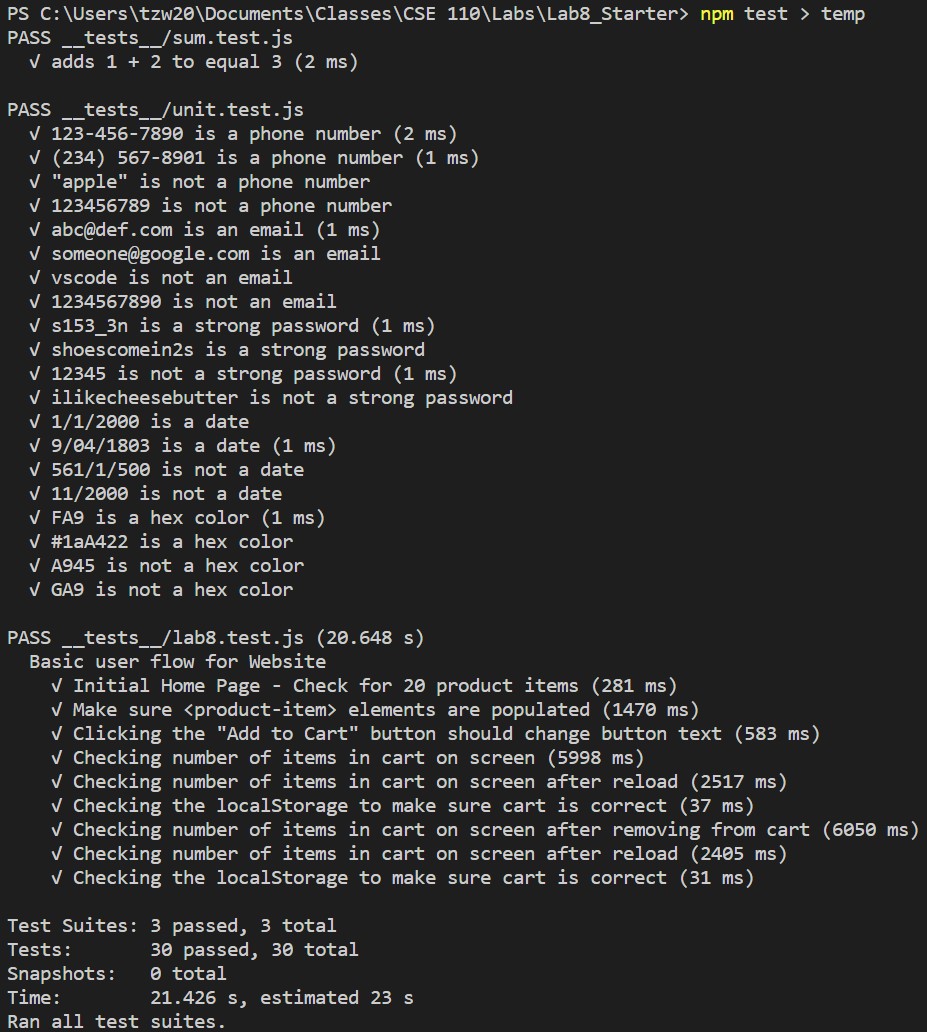 PS C:\Users\tzw20\Documents\Classes\CSE 110\Labs\Lab8_Starter> npm test > temp
PASS __tests__/sum.test.js
√ adds 1 + 2 to equal 3 (2 ms)
PASS __tests__/unit.test.js
√ 123-456-7890 is a phone number (2 ms)
√ (234) 567-8901 is a phone number (1 ms)
√ "apple" is not a phone number
√ 123456789 is not a phone number
√ abc@def.com is an email (1 ms)
√ someone@google.com is an email
√ vscode is not an email
√ 1234567890 is not an email
√ s153_3n is a strong password (1 ms)
√ shoescomein2s is a strong password
√ 12345 is not a strong password (1 ms)
√ ilikecheesebutter is not a strong password
√ 1/1/2000 is a date
√ 9/04/1803 is a date (1 ms)
√ 561/1/500 is not a date
√ 11/2000 is not a date
√ FA9 is a hex color (1 ms)
√ #1aA422 is a hex color
√ A945 is not a hex color
√ GA9 is not a hex color
PASS __tests__/lab8.test.js (20.648 s)
Basic user flow for Website
√ Initial Home Page - Check for 20 product items (281 ms)
√ Make sure <product-item> elements are populated (1470 ms)
√ Clicking the "Add to Cart" button should change button text (583 ms)
√ Checking number of items in cart on screen (5998 ms)
√ Checking number of items in cart on screen after reload (2517 ms)
√ Checking the localStorage to make sure cart is correct (37 ms)
√ Checking number of items in cart on screen after removing from cart (6050 ms)
√ Checking number of items in cart on screen after reload (2405 ms)
√ Checking the localStorage to make sure cart is correct (31 ms)
Test Suites: 3 passed, 3 total
Tests: 30 passed, 30 total
Snapshots: 0 total
Time: 21.426 s, estimated 23 s
Ran all test suites.